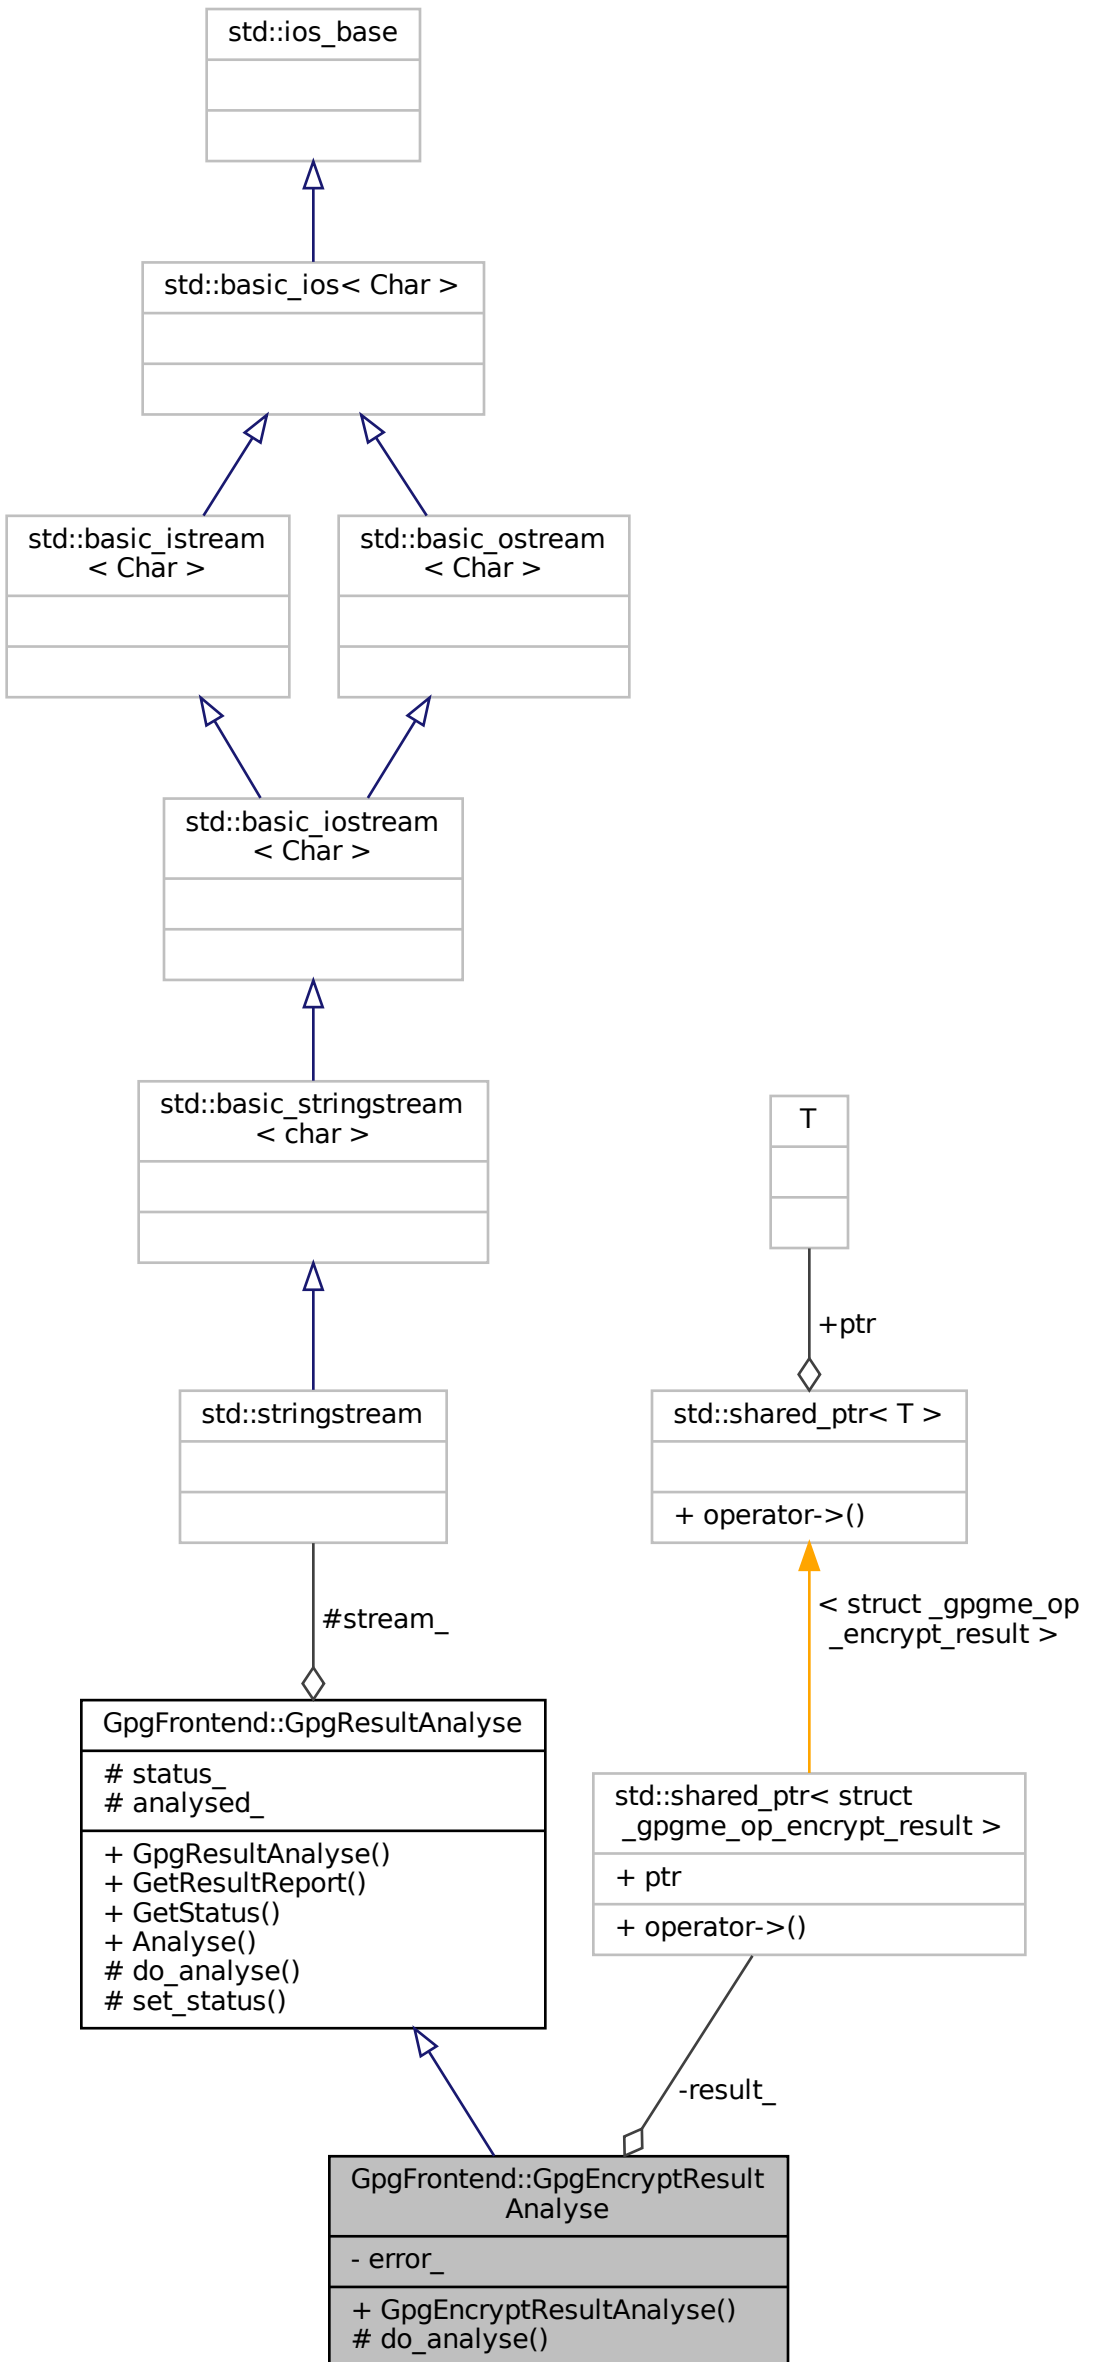 std::ios_base
std::basic_ios< Char >
std::basic_istream
< Char >
std::basic_ostream
< Char >
std::basic_iostream
< Char >
std::basic_stringstream
< char >
T
+ptr
std::stringstream
std::shared_ptr< T >
+ operator->()
#stream_
< struct _gpgme_op
_encrypt_result >
GpgFrontend::GpgResultAnalyse
# status_
# analysed_
+ GpgResultAnalyse()
+ GetResultReport()
+ GetStatus()
+ Analyse()
# do_analyse()
# set_status()
std::shared_ptr< struct
_gpgme_op_encrypt_result >
+ ptr
+ operator->()
-result_
GpgFrontend::GpgEncryptResult
Analyse
- error_
+ GpgEncryptResultAnalyse()
# do_analyse()